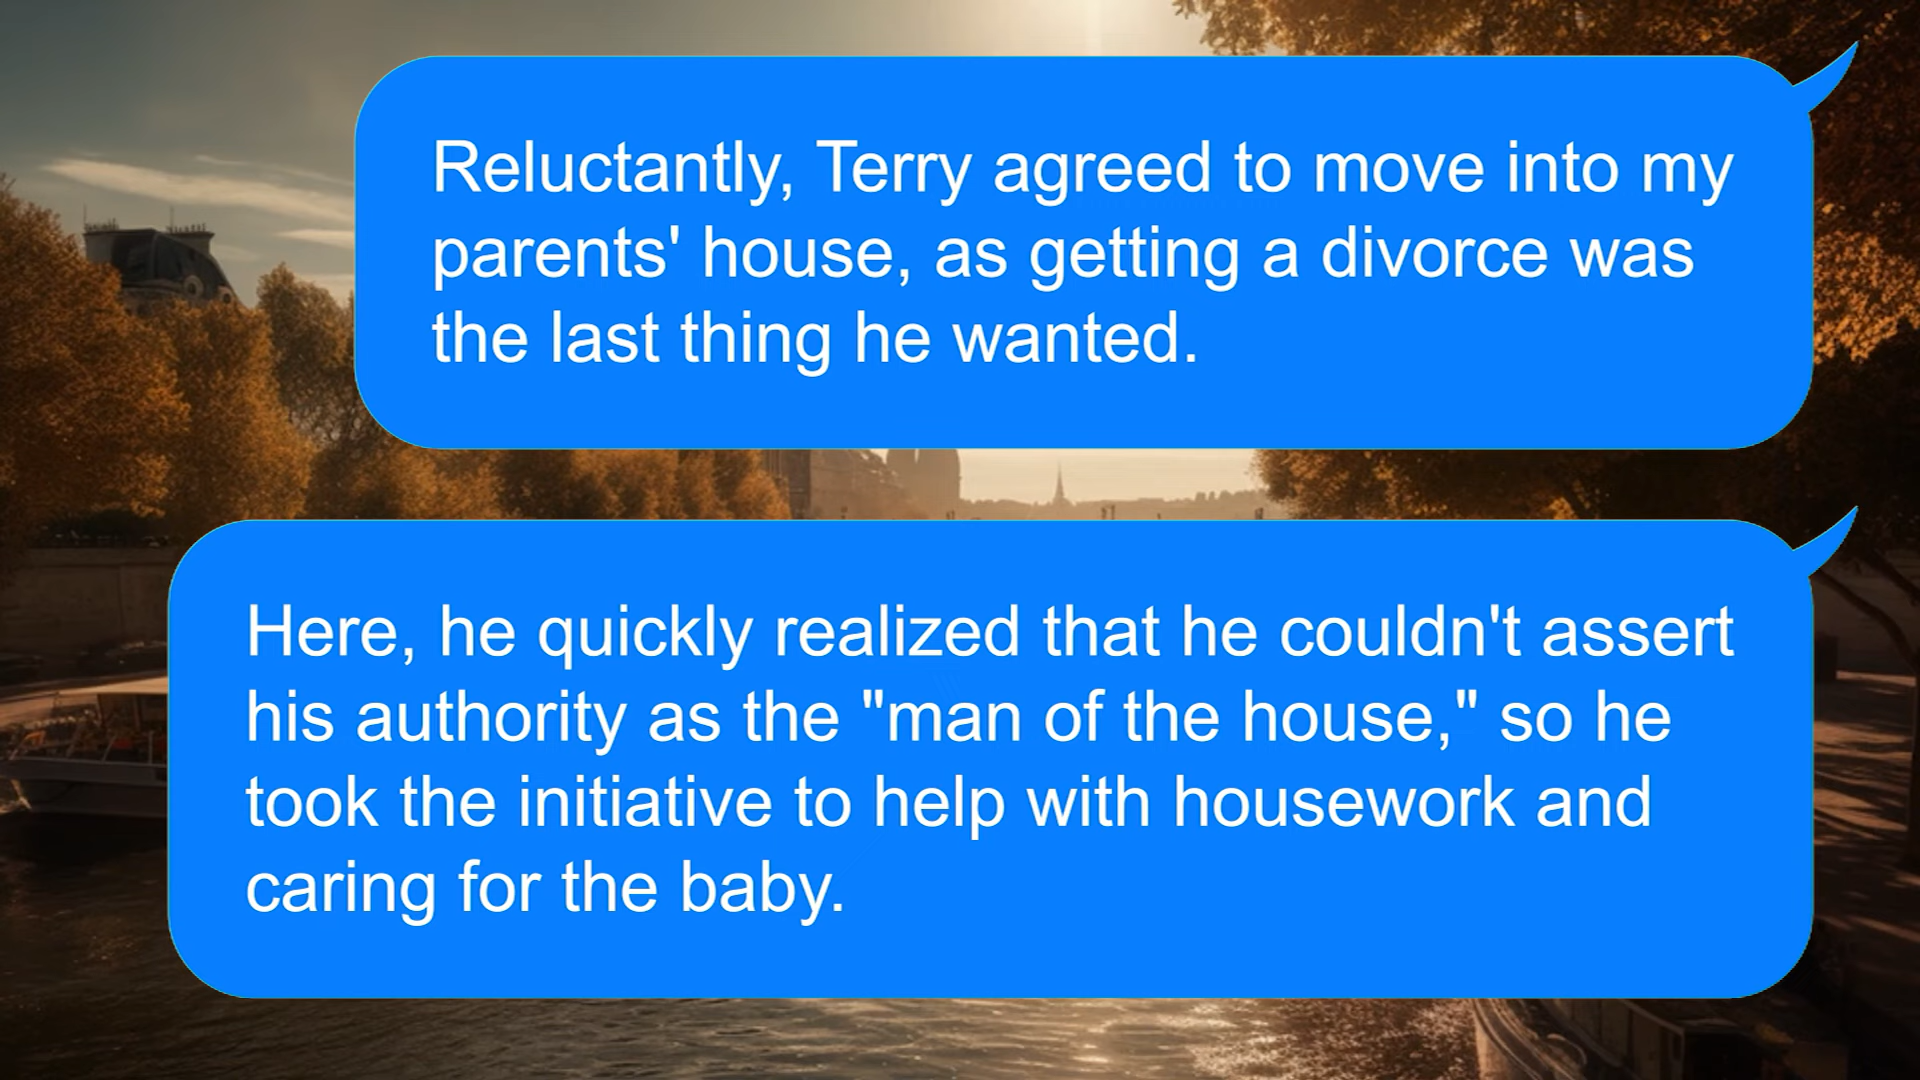 Reluctantly, Terry agreed to move into my
parents' house, as getting a divorce was
the last thing he wanted.
Here, he quickly realized that he couldn't assert
his authority as the "man of the house," so he
took the initiative to help with housework and
caring for the baby.